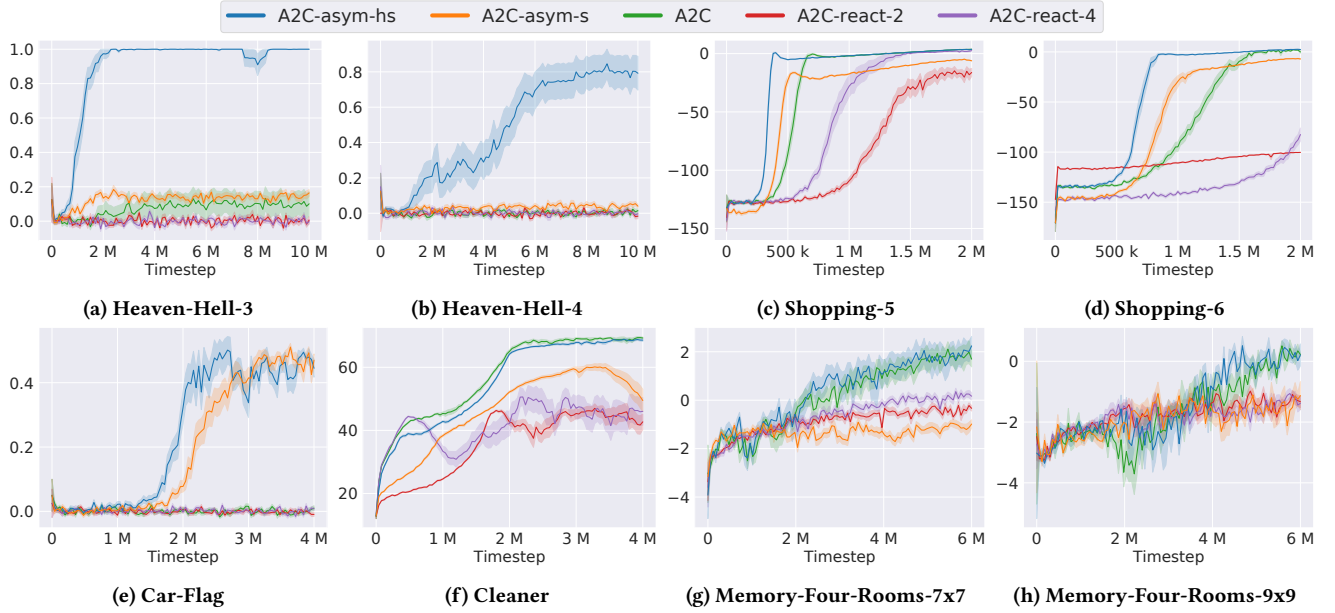 A2C-asym-hs A2C-asym-s A2C A2C-react-2 A2C-react-4
1.0
0.8
0.6
0.4
0.2
0.0
0 2 M 4 M 6 M 8 M 10 M
Timestep
(a) Heaven-Hell-3
0.8
0.6
0.4
0.2
0.0
0 2 M 4 M 6 M 8 M 10 M
Timestep
(b) Heaven-Hell-4
0
−50
−100
−150
0 500 k 1 M 1.5 M 2 M
Timestep
(c) Shopping-5
0
−50
−100
−150
0 500 k 1 M 1.5 M 2 M
Timestep
(d) Shopping-6
0.4
0.2
0.0
0 1 M 2 M 3 M 4 M
Timestep
(e) Car-Flag
60
40
20
0 1 M 2 M 3 M 4 M
Timestep
(f) Cleaner
2
0
−2
−4
0 2 M 4 M 6 M
Timestep
(g) Memory-Four-Rooms-7x7
0
−2
−4
0 2 M 4 M 6 M
Timestep
(h) Memory-Four-Rooms-9x9